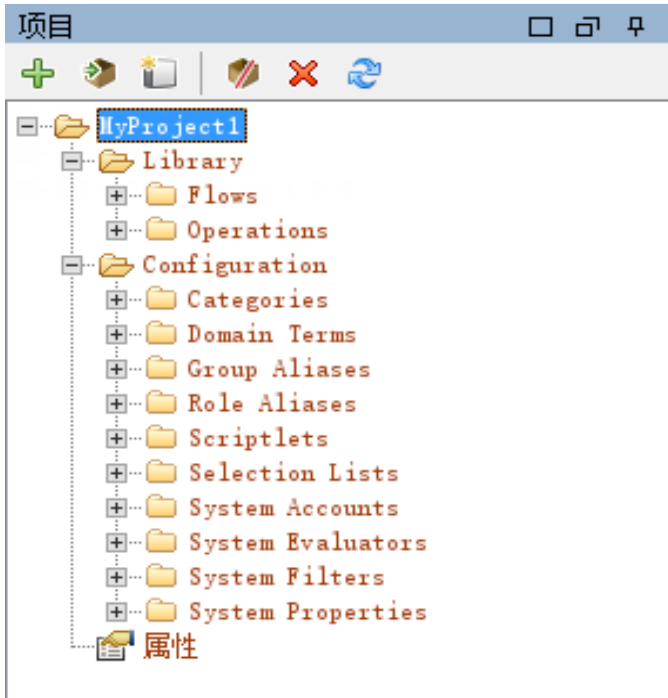 项目
MyProject1
Library
Flows
Operations
Configuration
Categories
Domain Terms
Group Aliases
Role Aliases
Scriptlets
Selection Lists
System Accounts
System Evaluators
System Filters
System Properties
属性